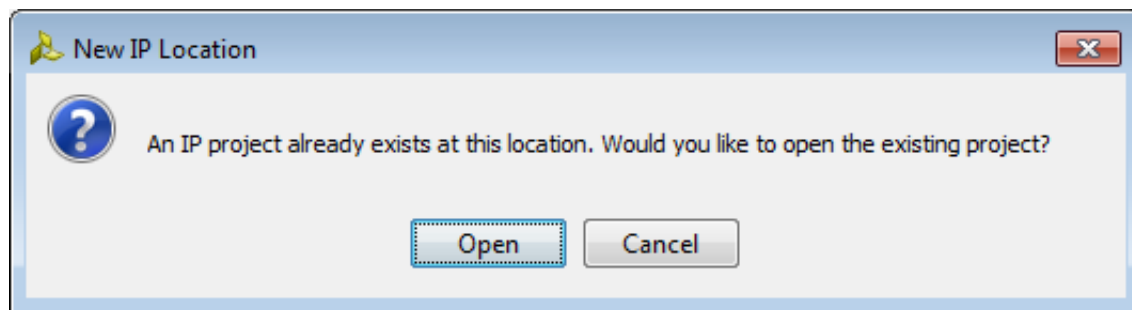 New IP Location
An IP project already exists at this location. Would you like to open the existing project?
Open
Cancel